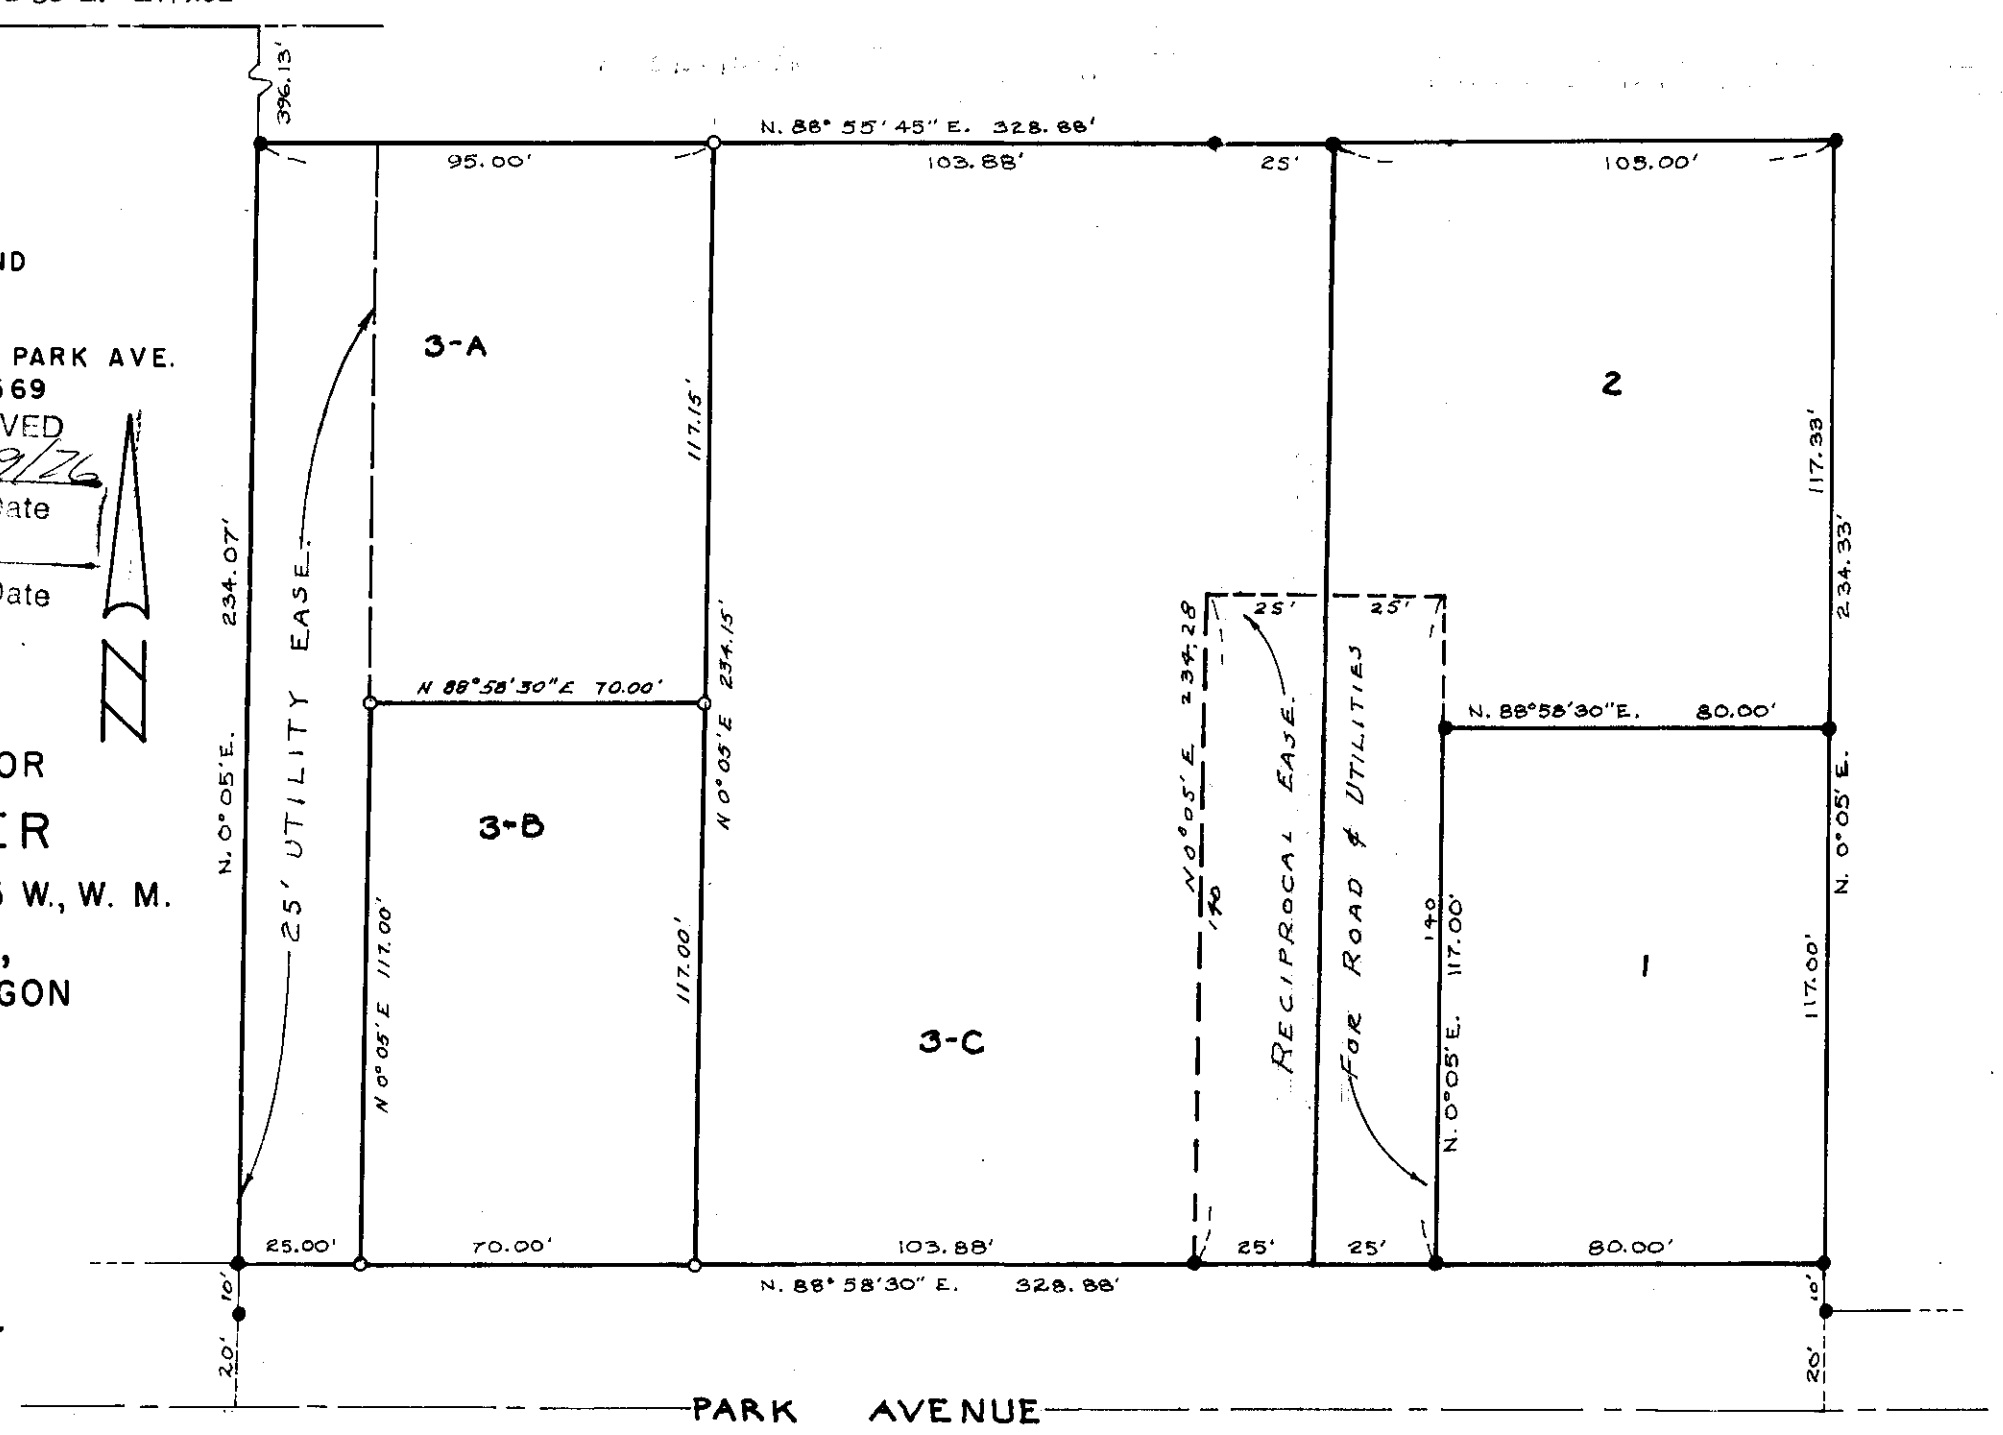 396.13'
N. 88° 55' 45" E. 328.88'
95.00'
103.88'
25'
105.00'
ND
PARK AVE.
669
VED
9/26
Date
Date
OR
ER
W., W. M.
,
GON
3-A
117.15'
2
117.33'
234.07'
N. 0° 05' E.
25' UTILITY EASE.
234.15'
N 0° 05' E
N 88° 58' 30" E 70.00'
234.33'
N. 0° 05' E.
25' 25'
N 0° 05' E 234.28
140
RECIPROCAL EASE.
FOR ROAD & UTILITIES
N. 88° 58' 30" E. 80.00'
3-B
N 0° 05' E 117.00'
117.00'
3-C
140
N. 0° 05' E. 117.00'
1
117.00'
25.00'
70.00'
103.88'
25'
25'
80.00'
N. 88° 58' 30" E. 328.88'
10'
10'
20'
20'
PARK AVENUE